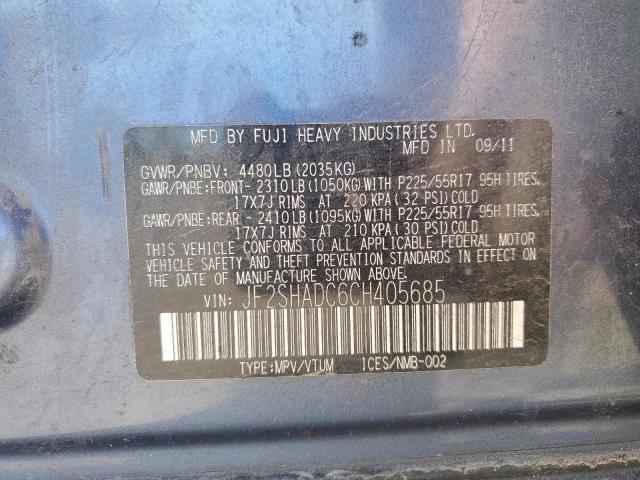 MFD BY FUJI HEAVY INDUSTRIES LTD.
MFD IN 09/11
GVWR/PNBV: 4480LB(2035KG)
GAWR/PNBE:FRONT- 2310LB(1050KG)WITH P225/55R17 95H TIRES,
17X7J RIMS AT 220 KPA(32 PSI)COLD
GAWR/PNBE:REAR -2410LB(1095KG)WITH P225/55R17 95H TIRES,
17X7J RIMS AT 210 KPA(30 PSI)COLD.
THIS VEHICLE CONFORMS TO ALL APPLICABLE FEDERAL MOTOR
VEHICLE SAFETY AND THEFT PREVENTION STANDARDS IN EFFECT ON
THE DATE OF MANUFACTURE SHOWN ABOVE.
VIN: JF2SHADC6CH405685
TYPE:MPV/VTUM ICES/NMB-002